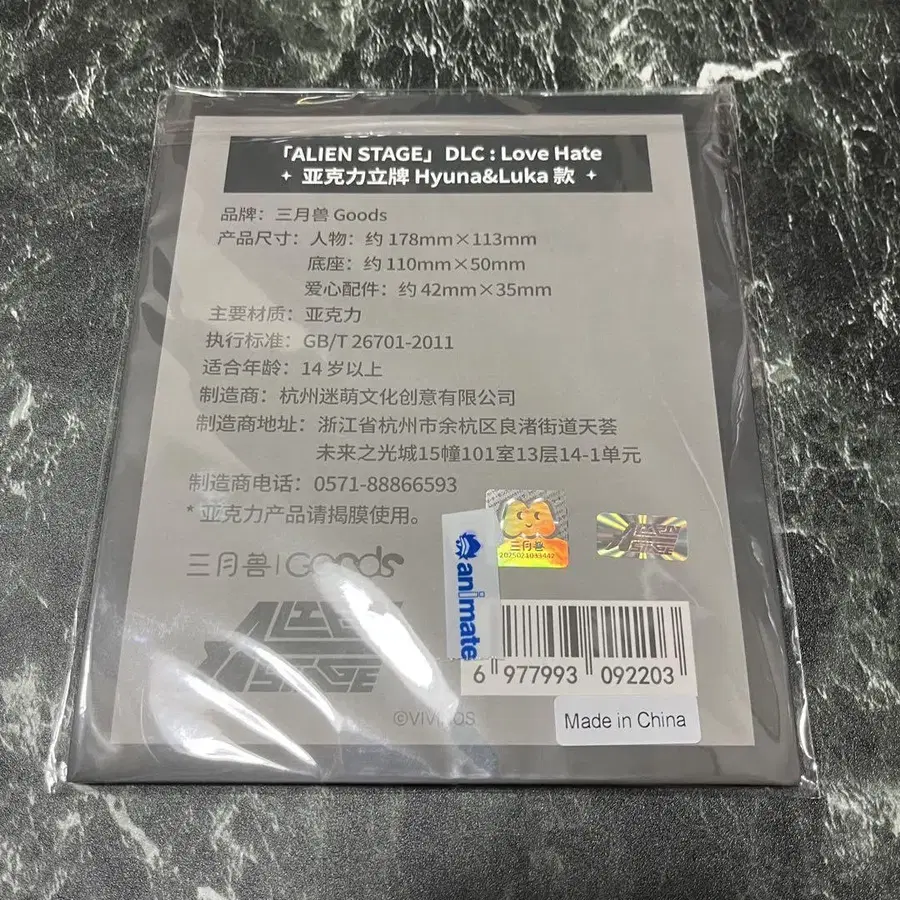 「ALIEN STAGE」 DLC : Love Hate
✦ 亚克力立牌 Hyuna&Luka 款 ✦
品牌：三月兽 Goods
产品尺寸：人物：约 178mm×113mm
底座：约 110mm×50mm
爱心配件：约 42mm×35mm
主要材质：亚克力
执行标准：GB/T 26701-2011
适合年龄：14 岁以上
制造商：杭州迷萌文化创意有限公司
制造商地址：浙江省杭州市余杭区良渚街道天荟
未来之光城15幢101室13层14-1单元
制造商电话：0571-88866593
* 亚克力产品请揭膜使用。
三月兽
2025021033442
ALIEN STAGE
三月兽 | Goods
animate
ALIEN
STAGE
6 977993 092203
©VIVINOS
Made in China